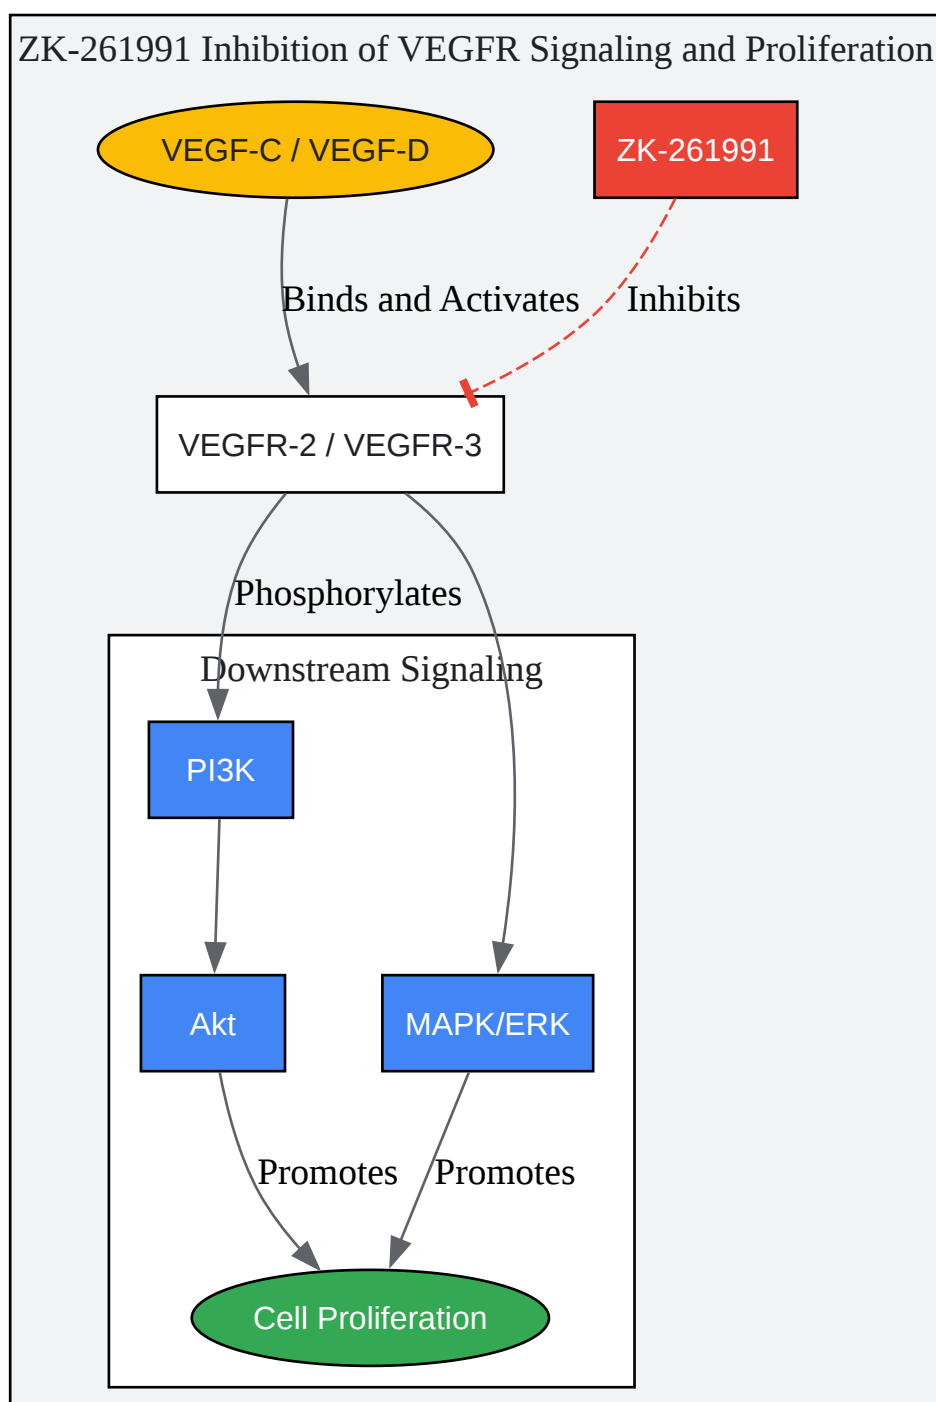 ZK-261991 Inhibition of VEGFR Signaling and Proliferation
VEGF-C / VEGF-D
ZK-261991
Binds and Activates
Inhibits
VEGFR-2 / VEGFR-3
Phosphorylates
Downstream Signaling
PI3K
Akt
MAPK/ERK
Promotes
Promotes
Cell Proliferation